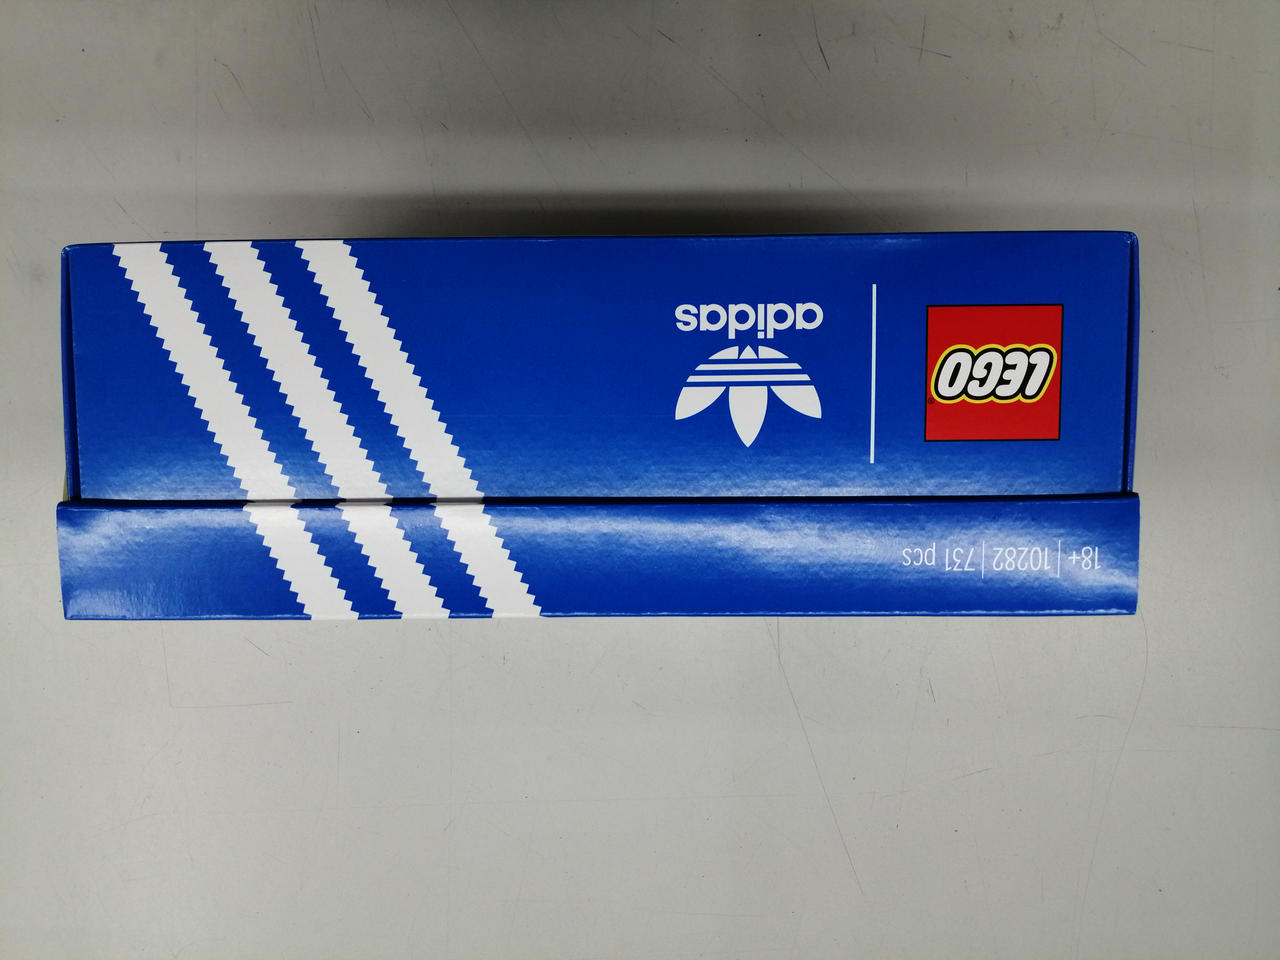 18+ | 10282 | 731 pcs
LEGO®
adidas